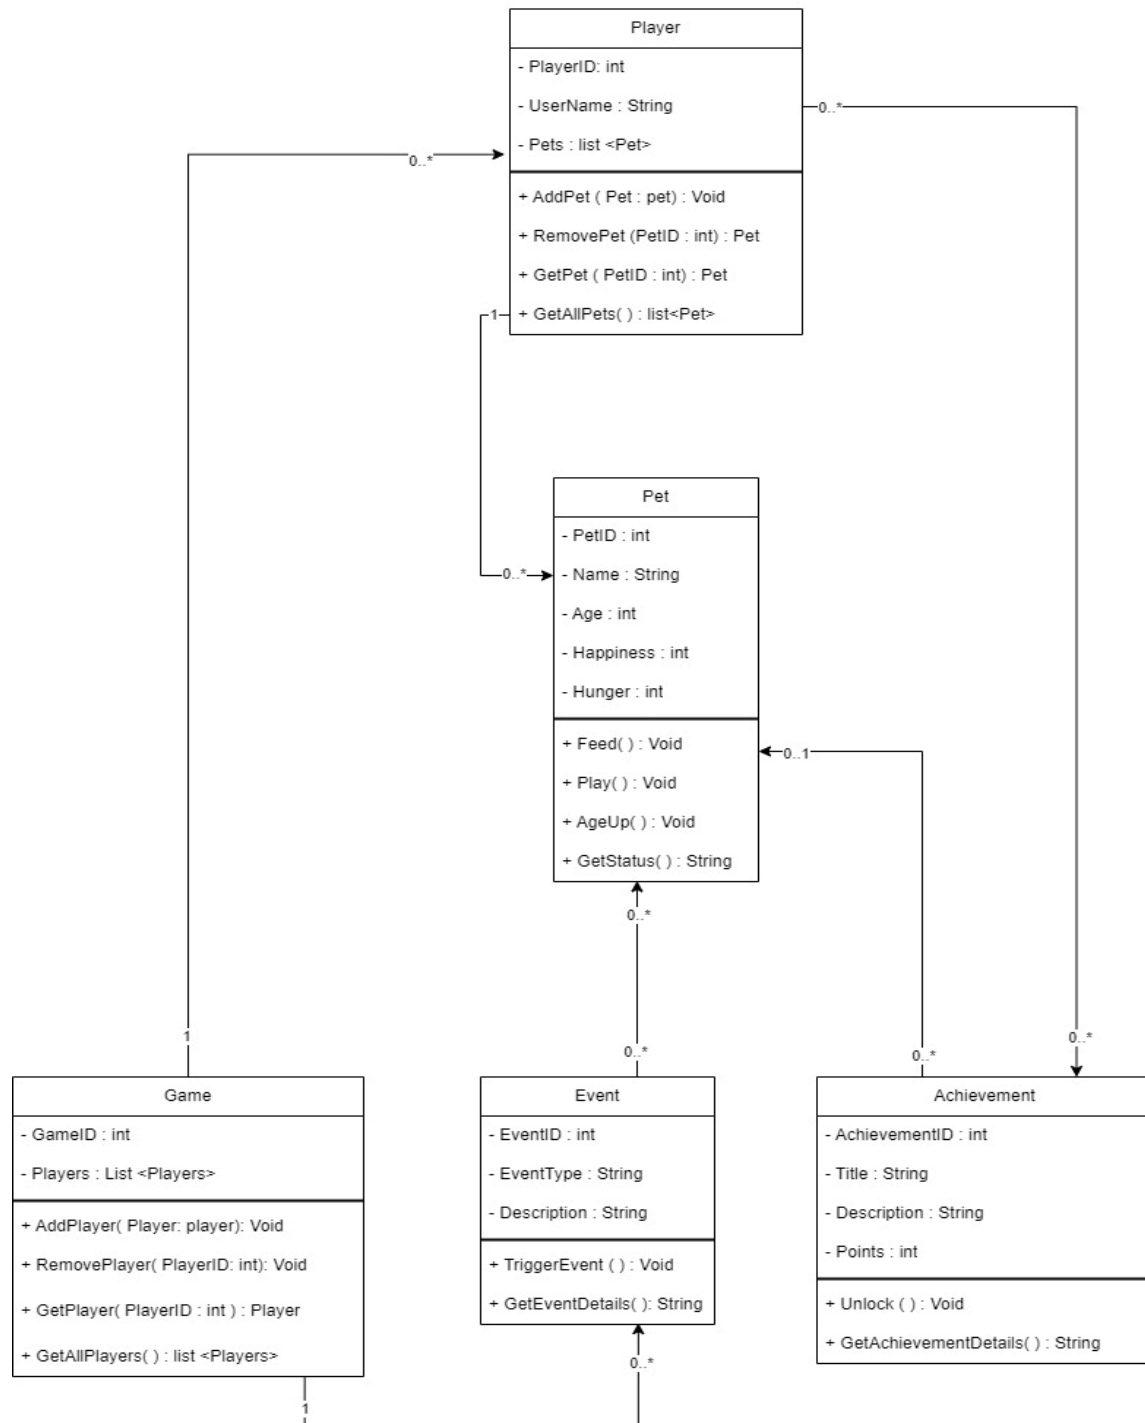 Player
- PlayerID: int
- UserName : String
- Pets : list <Pet>
+ AddPet ( Pet : pet) : Void
+ RemovePet (PetID : int) : Pet
+ GetPet ( PetID : int) : Pet
+ GetAllPets( ) : list<Pet>
0..*
0..*
1
Pet
- PetID : int
- Name : String
- Age : int
- Happiness : int
- Hunger : int
+ Feed( ) : Void
+ Play( ) : Void
+ AgeUp( ) : Void
+ GetStatus( ) : String
0..*
0..1
0..*
1
0..*
0..*
0..*
Game
- GameID : int
- Players : List <Players>
+ AddPlayer( Player: player): Void
+ RemovePlayer( PlayerID: int): Void
+ GetPlayer( PlayerID : int ) : Player
+ GetAllPlayers( ) : list <Players>
1
Event
- EventID : int
- EventType : String
- Description : String
+ TriggerEvent ( ) : Void
+ GetEventDetails( ): String
0..*
Achievement
- AchievementID : int
- Title : String
- Description : String
- Points : int
+ Unlock ( ) : Void
+ GetAchievementDetails( ) : String